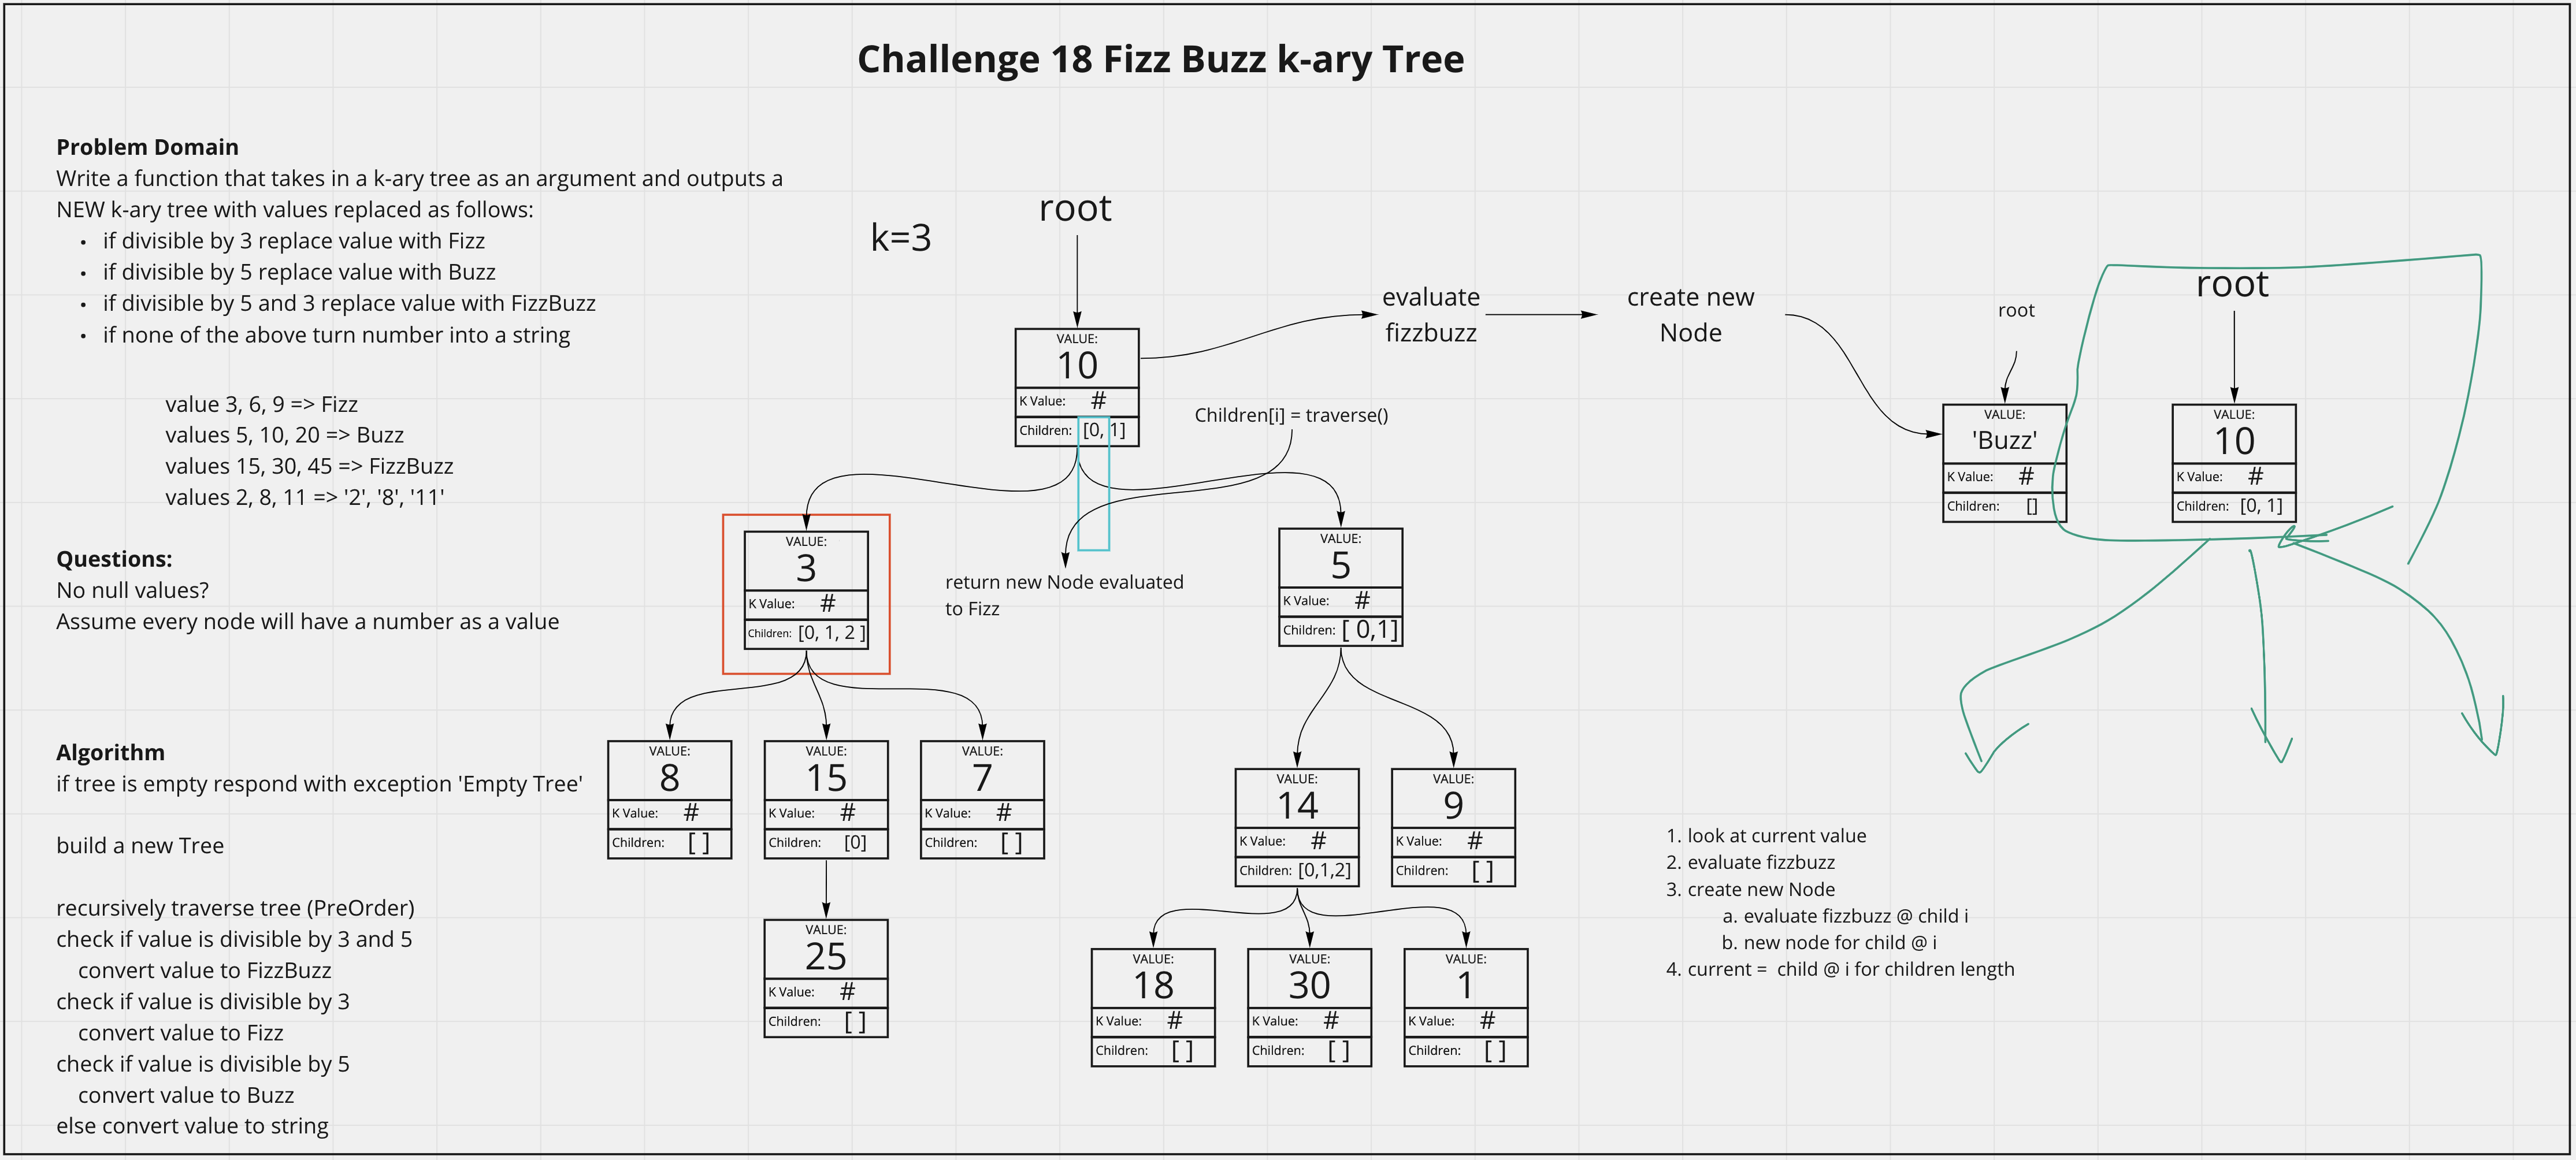 Challenge 18 Fizz Buzz k-ary Tree
Problem Domain
Write a function that takes in a k-ary tree as an argument and outputs a
NEW k-ary tree with values replaced as follows:
• if divisible by 3 replace value with Fizz
• if divisible by 5 replace value with Buzz
• if divisible by 5 and 3 replace value with FizzBuzz
• if none of the above turn number into a string
value 3, 6, 9 => Fizz
values 5, 10, 20 => Buzz
values 15, 30, 45 => FizzBuzz
values 2, 8, 11 => '2', '8', '11'
Questions:
No null values?
Assume every node will have a number as a value
Algorithm
if tree is empty respond with exception 'Empty Tree'
build a new Tree
recursively traverse tree (PreOrder)
check if value is divisible by 3 and 5
convert value to FizzBuzz
check if value is divisible by 3
convert value to Fizz
check if value is divisible by 5
convert value to Buzz
else convert value to string
k=3
root
VALUE:
10
K Value: #
Children: [0, 1]
evaluate
fizzbuzz
create new
Node
Children[i] = traverse()
return new Node evaluated
to Fizz
VALUE:
3
K Value: #
Children: [0, 1, 2 ]
VALUE:
5
K Value: #
Children: [ 0,1]
VALUE:
8
K Value: #
Children: [ ]
VALUE:
15
K Value: #
Children: [0]
VALUE:
7
K Value: #
Children: [ ]
VALUE:
25
K Value: #
Children: [ ]
VALUE:
14
K Value: #
Children: [0,1,2]
VALUE:
9
K Value: #
Children: [ ]
VALUE:
18
K Value: #
Children: [ ]
VALUE:
30
K Value: #
Children: [ ]
VALUE:
1
K Value: #
Children: [ ]
root
VALUE:
'Buzz'
K Value: #
Children: []
root
VALUE:
10
K Value: #
Children: [0, 1]
1. look at current value
2. evaluate fizzbuzz
3. create new Node
a. evaluate fizzbuzz @ child i
b. new node for child @ i
4. current = child @ i for children length